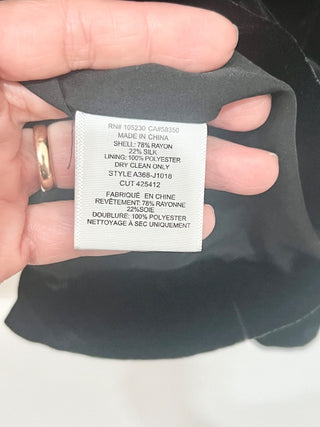 RN# 105230 CA#58350
MADE IN CHINA
SHELL: 78% RAYON
22% SILK
LINING: 100% POLYESTER
DRY CLEAN ONLY
STYLE A368-J1018
CUT 425412
FABRIQUÉ EN CHINE
REVÊTEMENT: 78% RAYONNE
22%SOIE
DOUBLURE: 100% POLYESTER
NETTOYAGE À SEC UNIQUEMENT